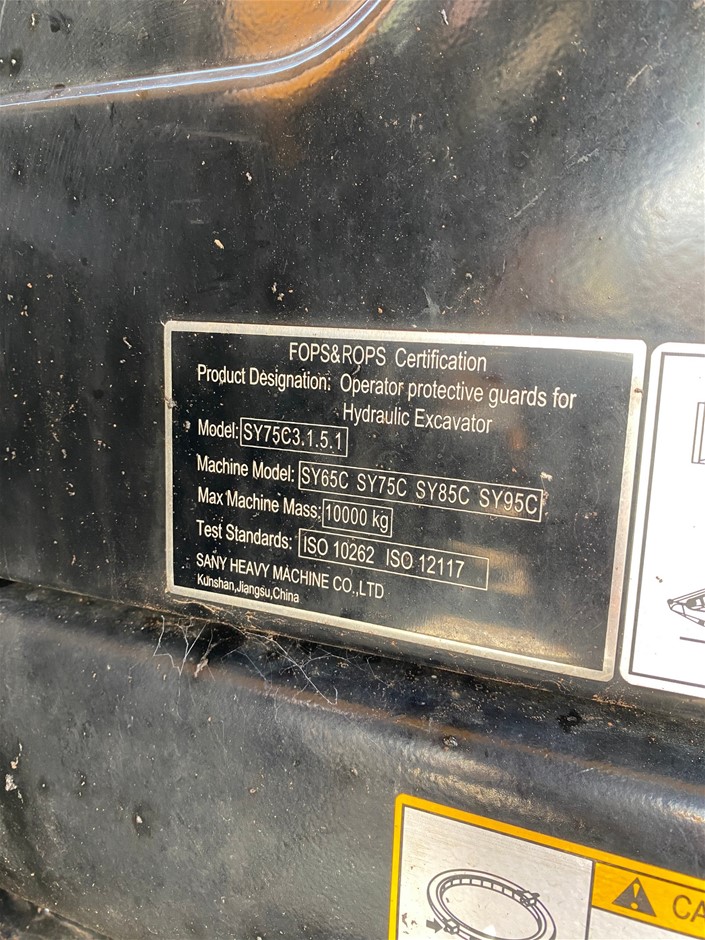 FOPS&ROPS Certification
Product Designation: Operator protective guards for
Hydraulic Excavator
Model: SY75C3.1.5.1
Machine Model: SY65C SY75C SY85C SY95C
Max Machine Mass: 10000 kg
Test Standards: ISO 10262 ISO 12117
SANY HEAVY MACHINE CO.,LTD
Kunshan,Jiangsu,China
CA